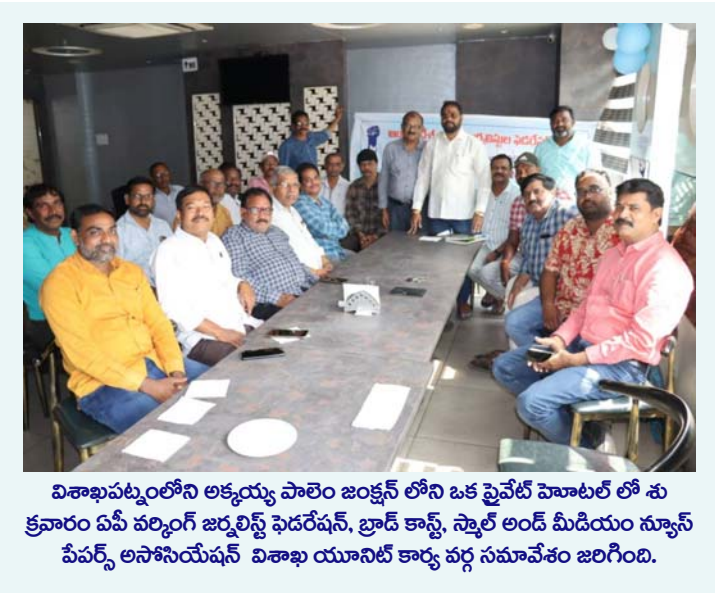 ఫెడరేష
విశాఖపట్నంలోని అక్కయ్య పాలెం జంక్షన్ లోని ఒక ప్రైవేట్ హెూటల్ లో శు
క్రవారం ఏపీ వర్కింగ్ జర్నలిస్ట్ ఫెడరేషన్, బ్రాడ్ కాస్ట్, స్మాల్ అండ్ మీడియం న్యూస్
పేపర్స్ అసోసియేషన్ విశాఖ యూనిట్ కార్య వర్గ సమావేశం జరిగింది.